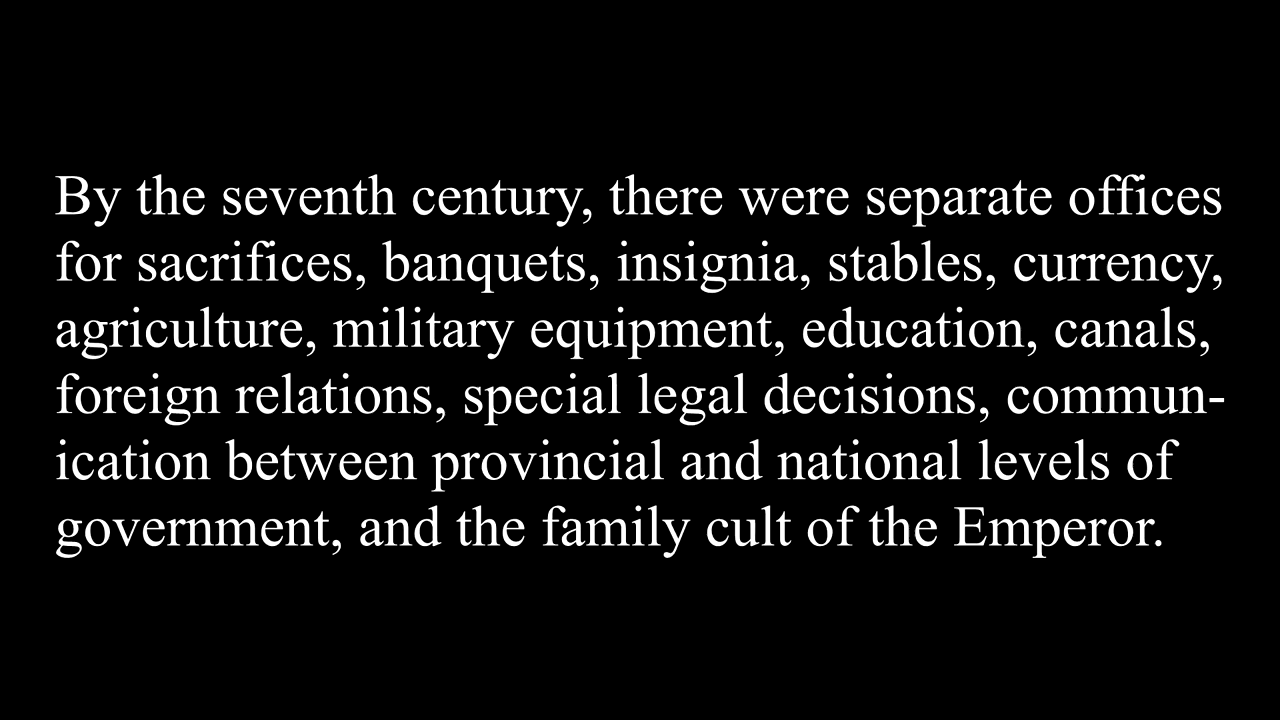 By the seventh century, there were separate offices
for sacrifices, banquets, insignia, stables, currency,
agriculture, military equipment, education, canals,
foreign relations, special legal decisions, commun-
ication between provincial and national levels of
government, and the family cult of the Emperor.